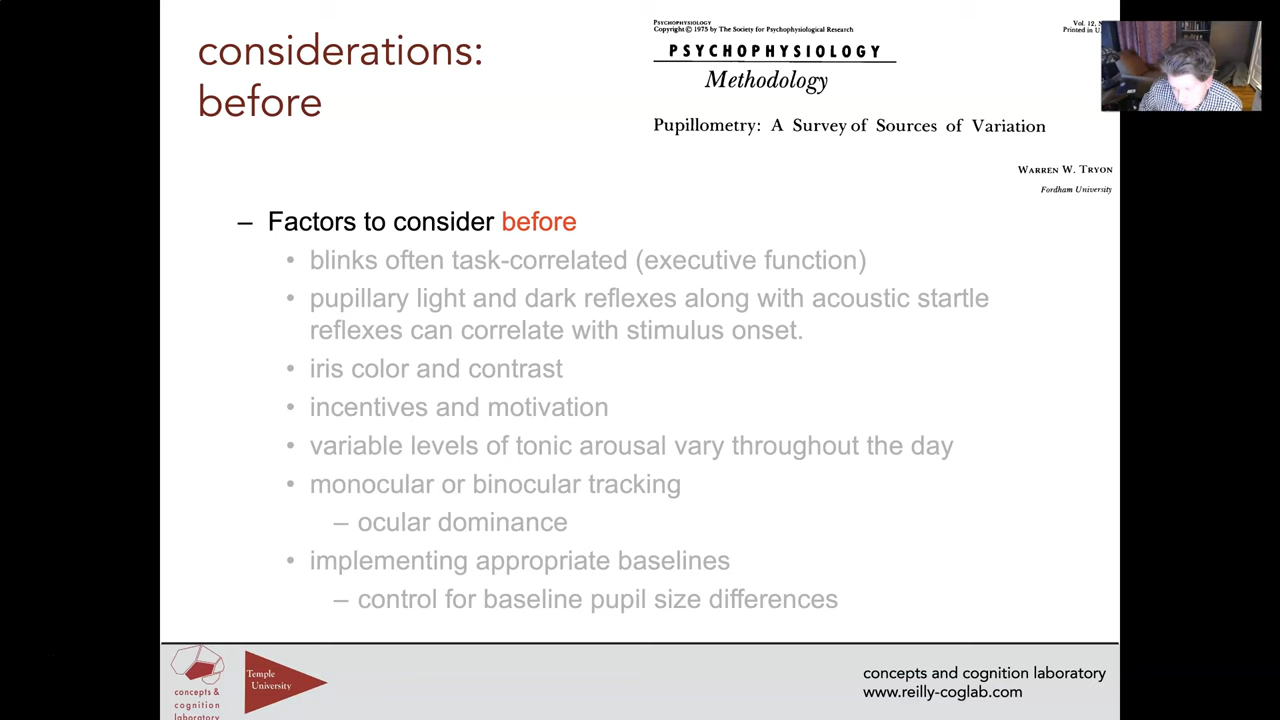 considerations:
before
PSYCHOPHYSIOLOGY
Copyright © 1975 by The Society for Psychophysiological Research
Vol. 12,
Printed in U.
PSYCHOPHYSIOLOGY
Methodology
Pupillometry: A Survey of Sources of Variation
WARREN W. TRYON
Fordham University
– Factors to consider before
• blinks often task-correlated (executive function)
• pupillary light and dark reflexes along with acoustic startle
reflexes can correlate with stimulus onset.
• iris color and contrast
• incentives and motivation
• variable levels of tonic arousal vary throughout the day
• monocular or binocular tracking
– ocular dominance
• implementing appropriate baselines
– control for baseline pupil size differences
concepts &
cognition
laboratory
Temple
University
concepts and cognition laboratory
www.reilly-coglab.com